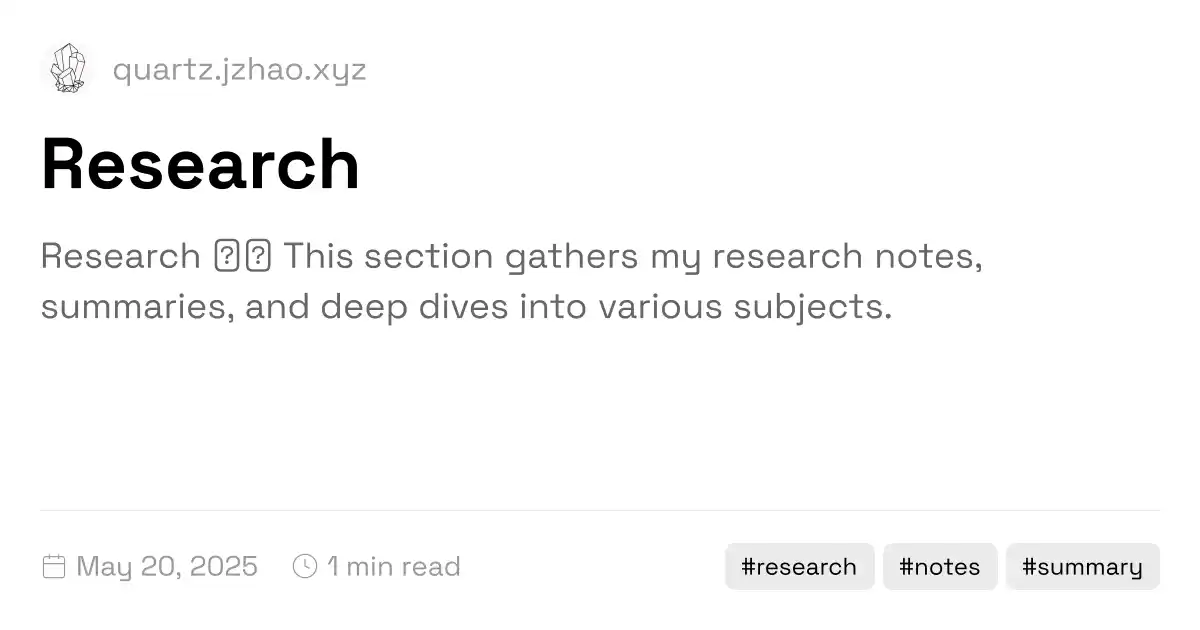 quartz.jzhao.xyz
Research
Research This section gathers my research notes,
summaries, and deep dives into various subjects.
May 20, 2025
1 min read
#research
#notes
#summary